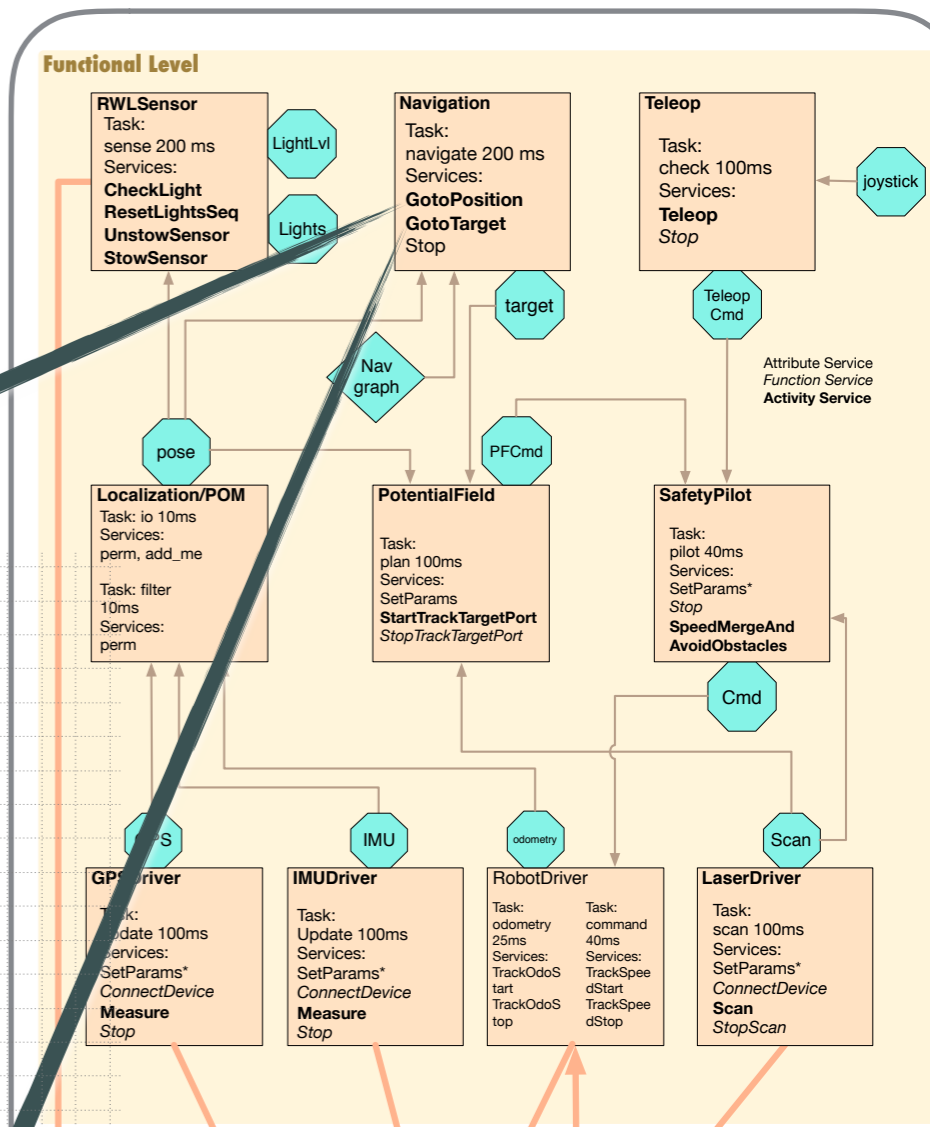 Functional Level
RWLSensor
Task:
sense 200 ms
Services:
CheckLight
ResetLightsSeq
UnstowSensor
StowSensor
LightLvl
Lights
Navigation
Task:
navigate 200 ms
Services:
GotoPosition
GotoTarget
Stop
Teleop
Task:
check 100ms
Services:
Teleop
Stop
joystick
target
Teleop
Cmd
Nav
graph
Attribute Service
Function Service
Activity Service
pose
PFCmd
Localization/POM
Task: io 10ms
Services:
perm, add_me
Task: filter
10ms
Services:
perm
PotentialField
Task:
plan 100ms
Services:
SetParams
StartTrackTargetPort
StopTrackTargetPort
SafetyPilot
Task:
pilot 40ms
Services:
SetParams*
Stop
SpeedMergeAnd
AvoidObstacles
Cmd
IMU
odometry
Scan
GPSDriver
100ms
Services:
SetParams*
ConnectDevice
Measure
Stop
IMUDriver
Task:
Update 100ms
Services:
SetParams*
ConnectDevice
Measure
Stop
RobotDriver
Task:
odometry
25ms
Services:
TrackOdoS
tart
TrackOdoS
top
Task:
command
40ms
Services:
TrackSpee
dStart
TrackSpee
dStop
LaserDriver
Task:
scan 100ms
Services:
SetParams*
ConnectDevice
Scan
StopScan